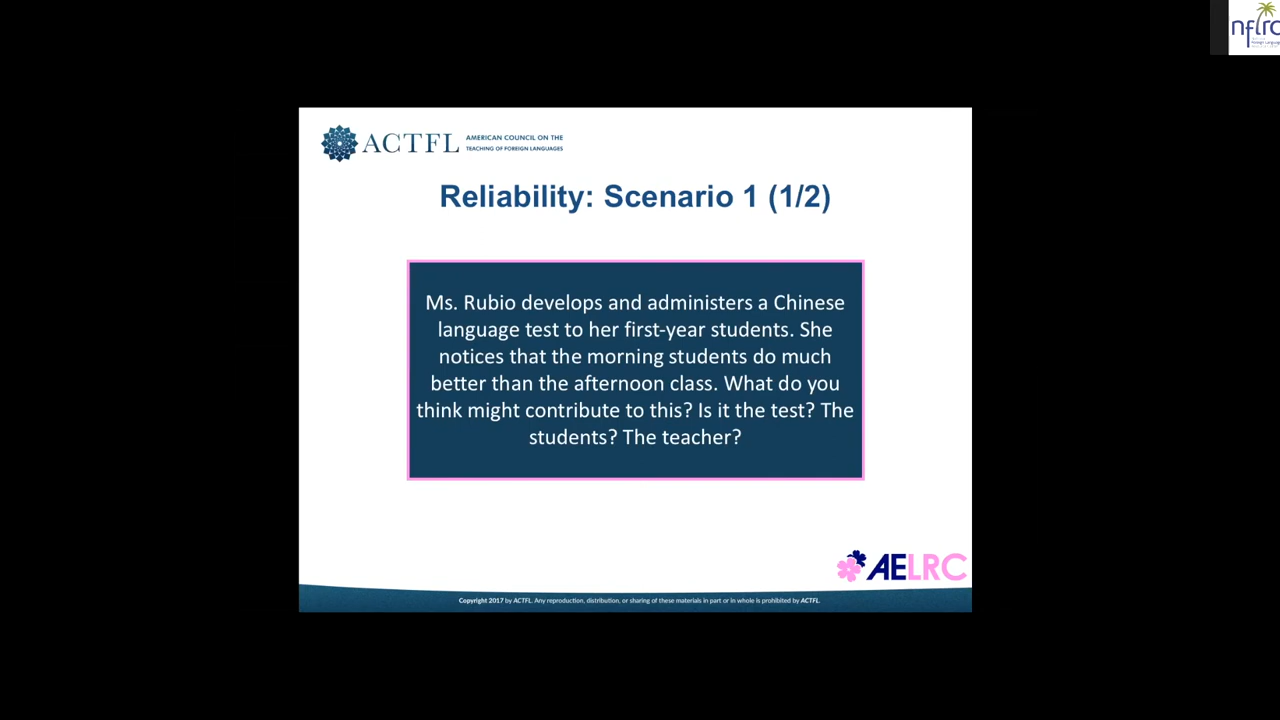 nflrc
ACTFL
AMERICAN COUNCIL ON THE
TEACHING OF FOREIGN LANGUAGES
Reliability: Scenario 1 (1/2)
Ms. Rubio develops and administers a Chinese
language test to her first-year students. She
notices that the morning students do much
better than the afternoon class. What do you
think might contribute to this? Is it the test? The
students? The teacher?
AELRC
Copyright 2017 by ACTFL. Any reproduction, distribution, or sharing of these materials in part or in whole is prohibited by ACTFL.